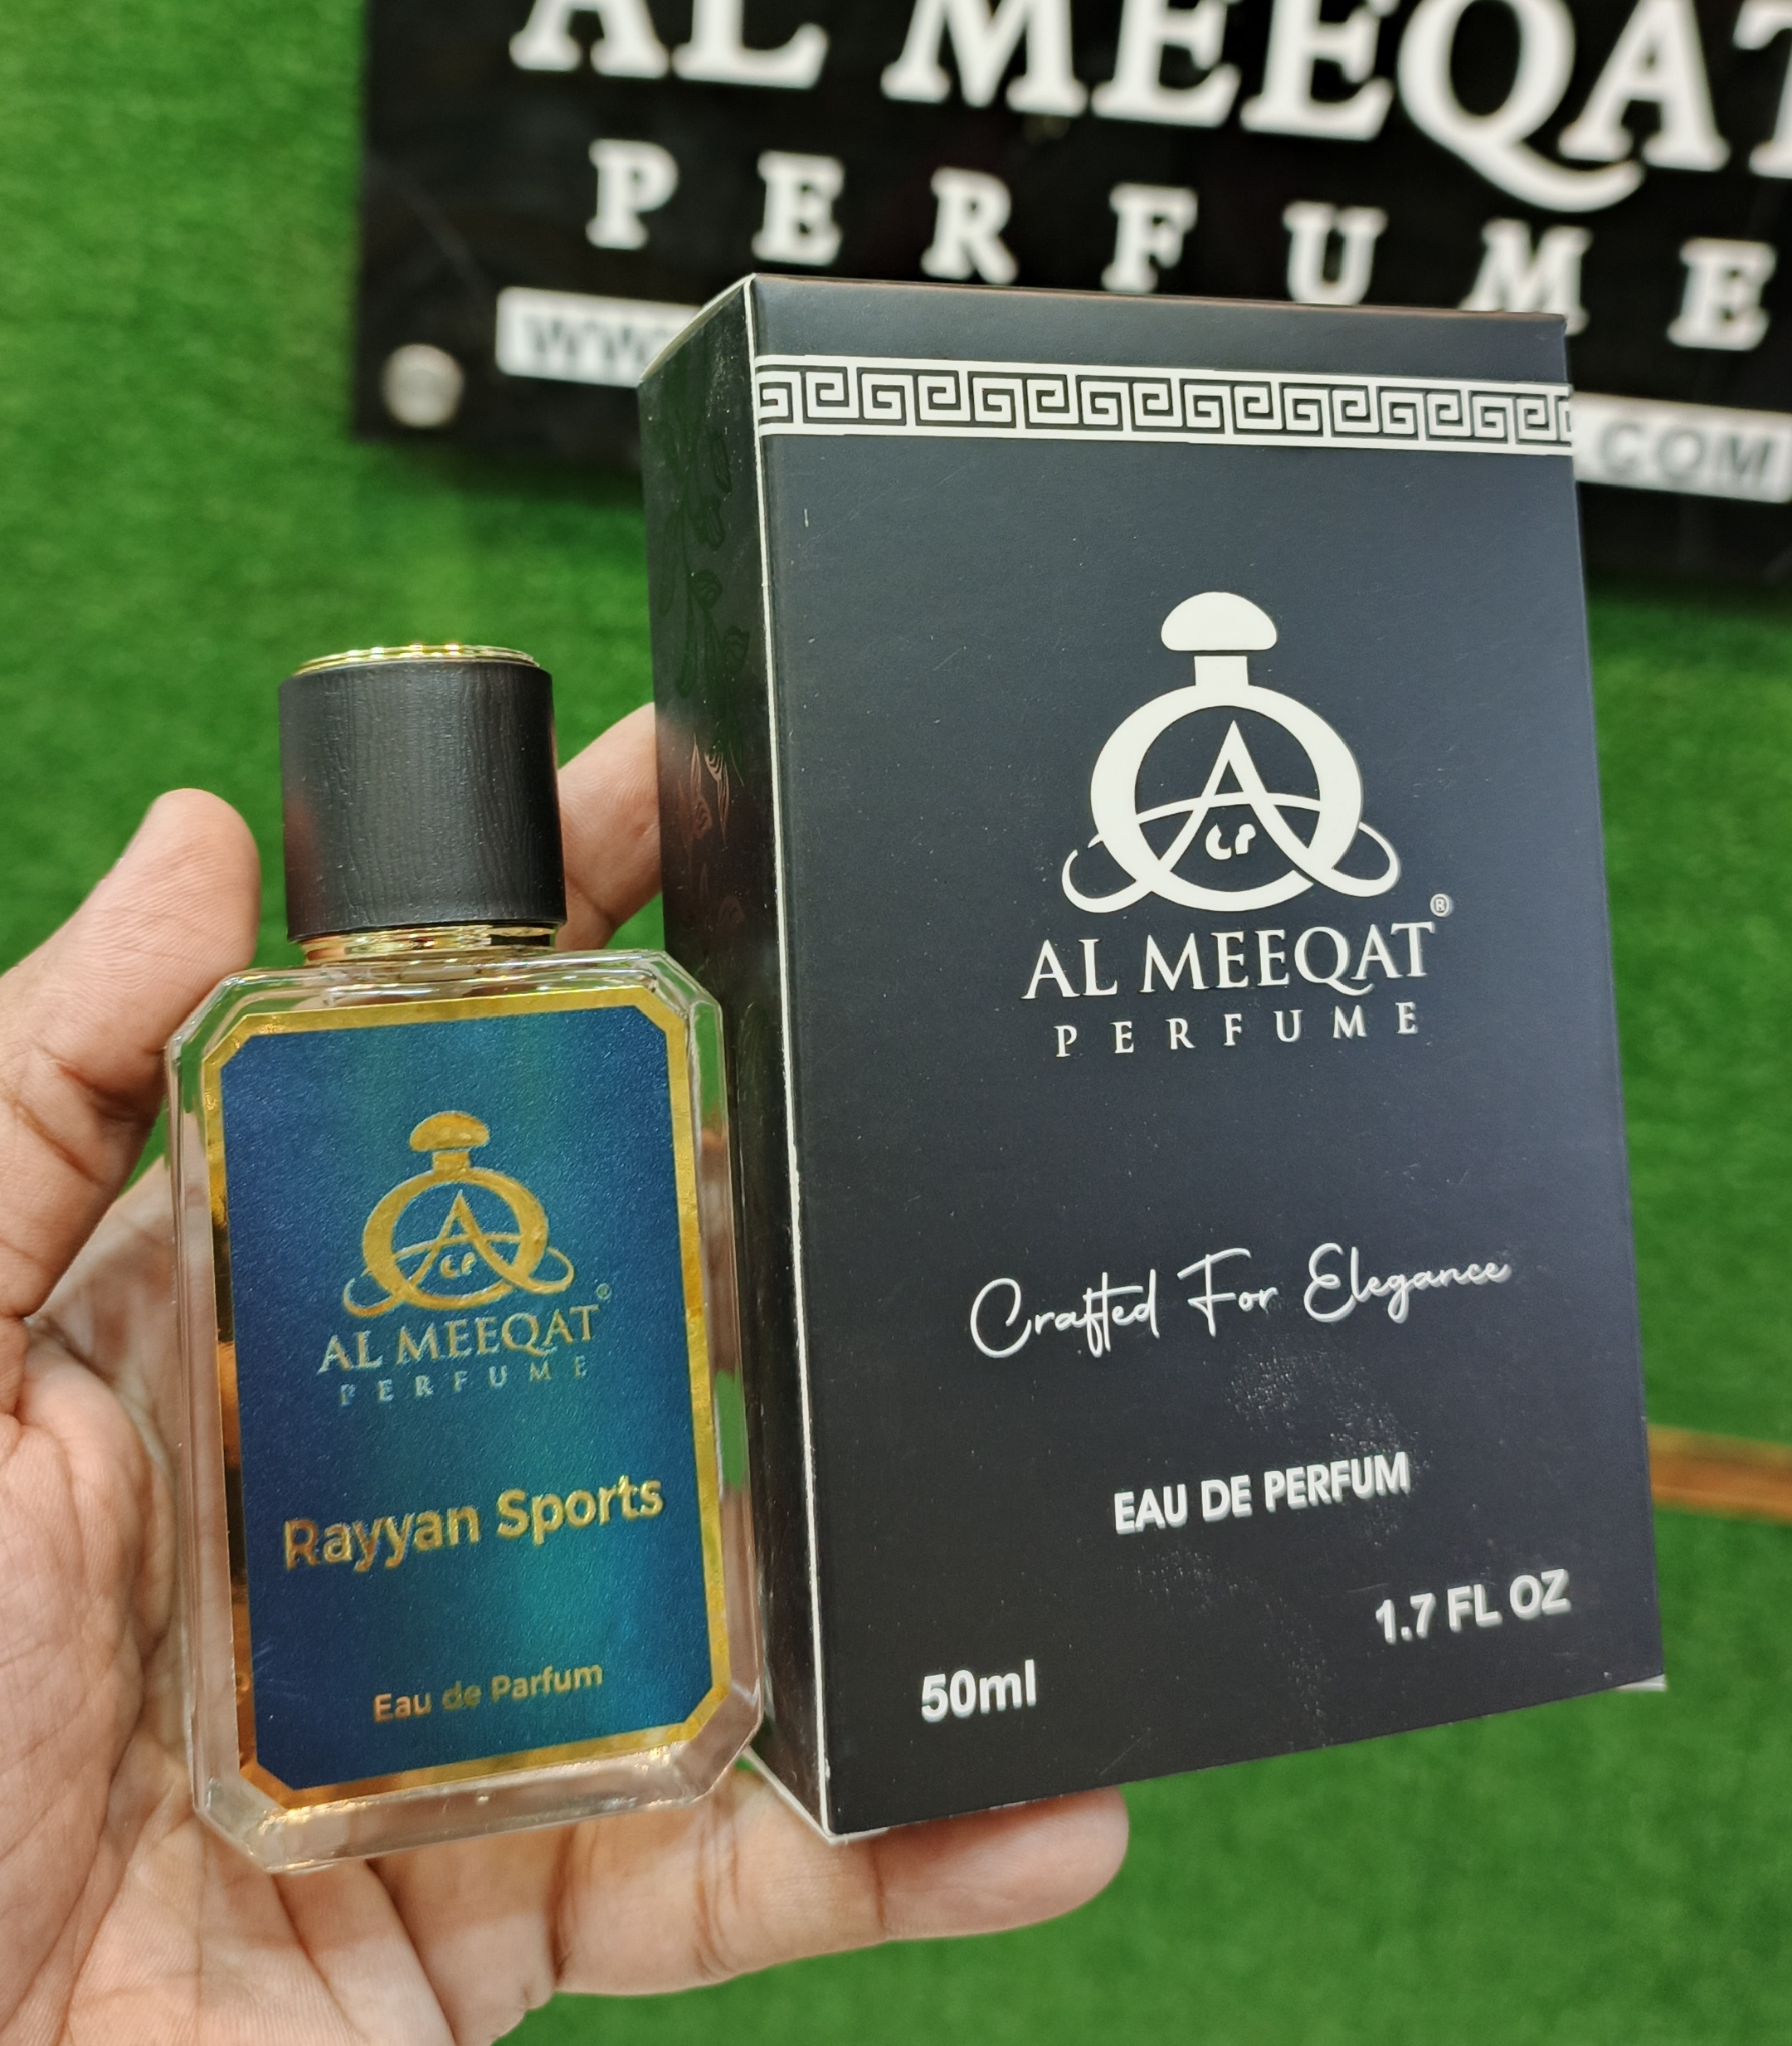 AL MEEQAT
PERFUME
WWW
.COM
AL MEEQAT®
PERFUME
Crafted For Elegance
EAU DE PERFUM
1.7 FL OZ
50ml
AL MEEQAT®
PERFUME
Rayyan Sports
Eau de Parfum